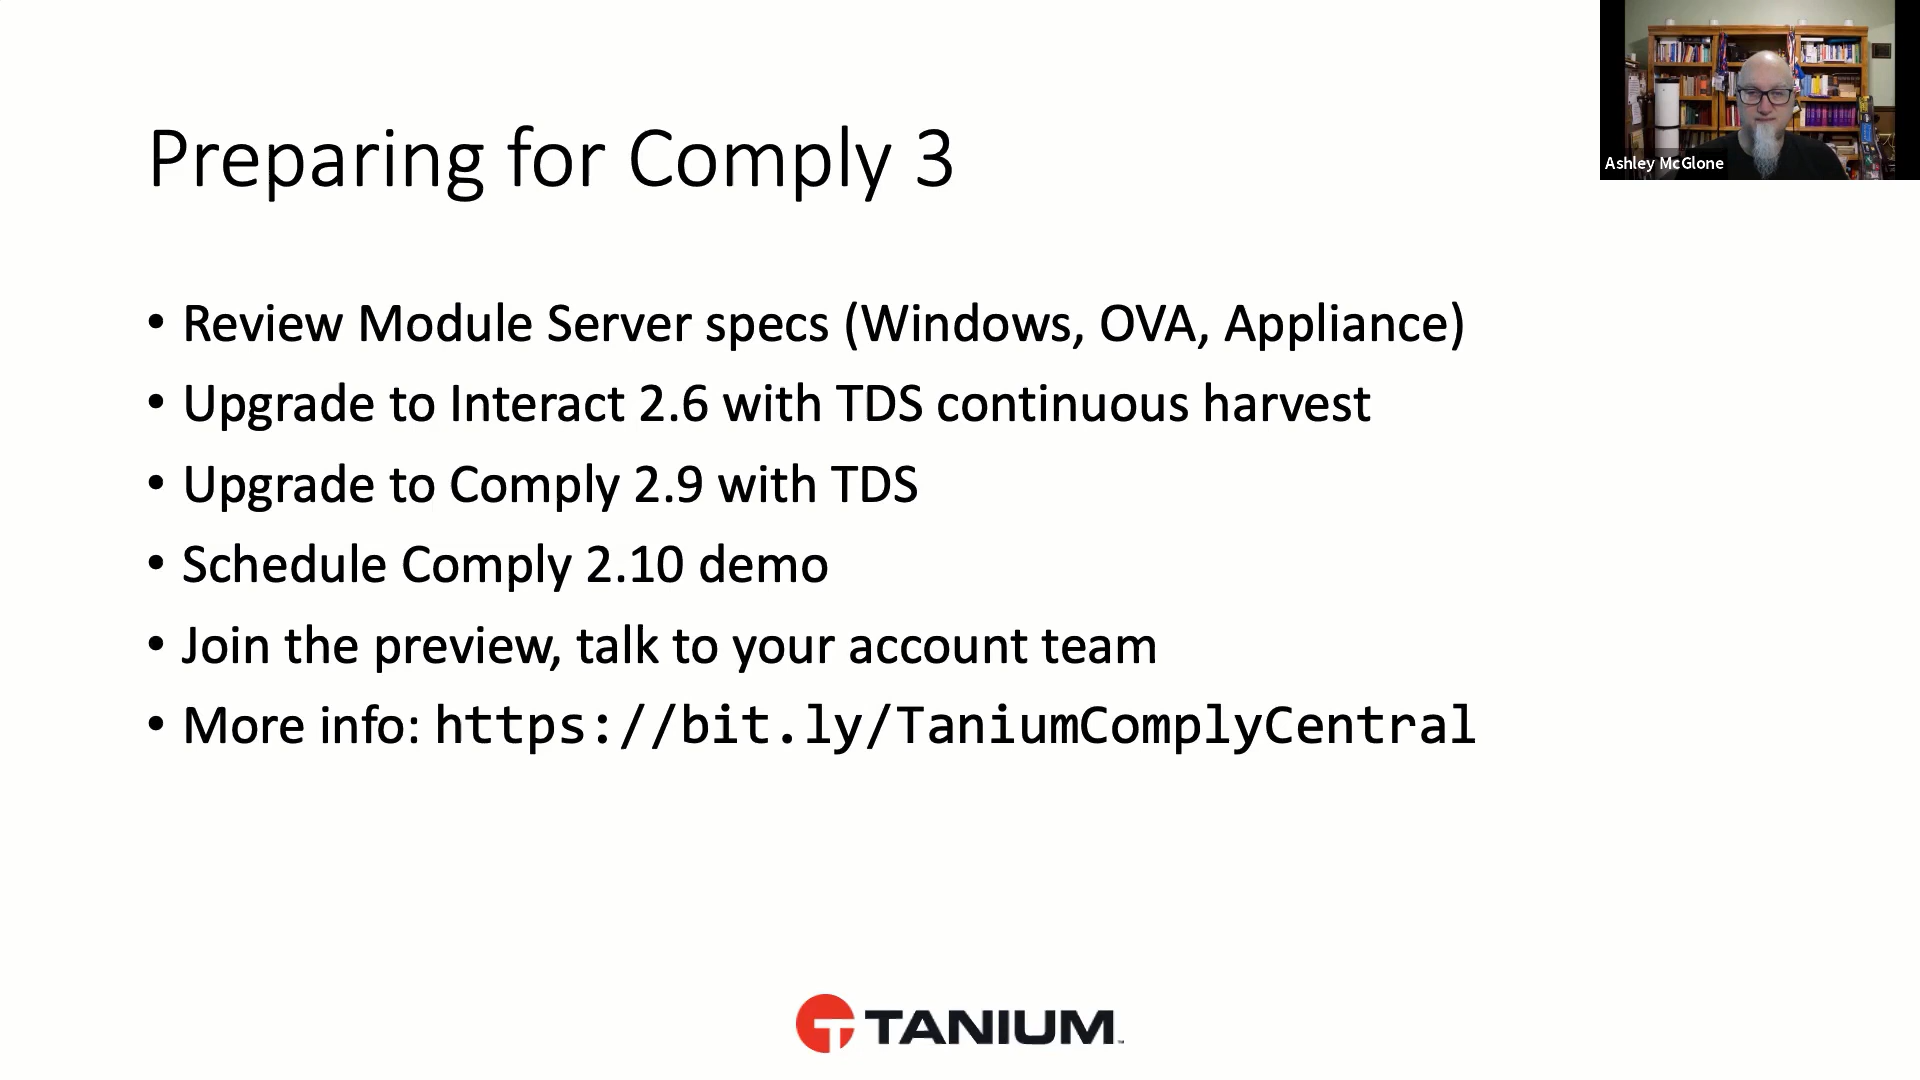 Preparing for Comply 3
• Review Module Server specs (Windows, OVA, Appliance)
• Upgrade to Interact 2.6 with TDS continuous harvest
• Upgrade to Comply 2.9 with TDS
• Schedule Comply 2.10 demo
• Join the preview, talk to your account team
• More info: https://bit.ly/TaniumComplyCentral
Ashley McGlone
TANIUM™